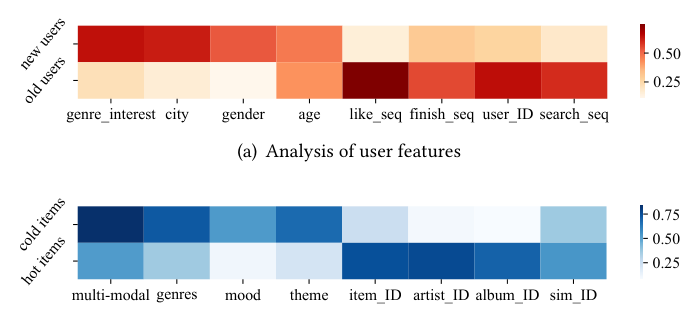 new users
old users
0.50
0.25
genre_interest city gender age like_seq finish_seq user_ID search_seq
(a) Analysis of user features
cold items
hot items
0.75
0.50
0.25
multi-modal genres mood theme item_ID artist_ID album_ID sim_ID